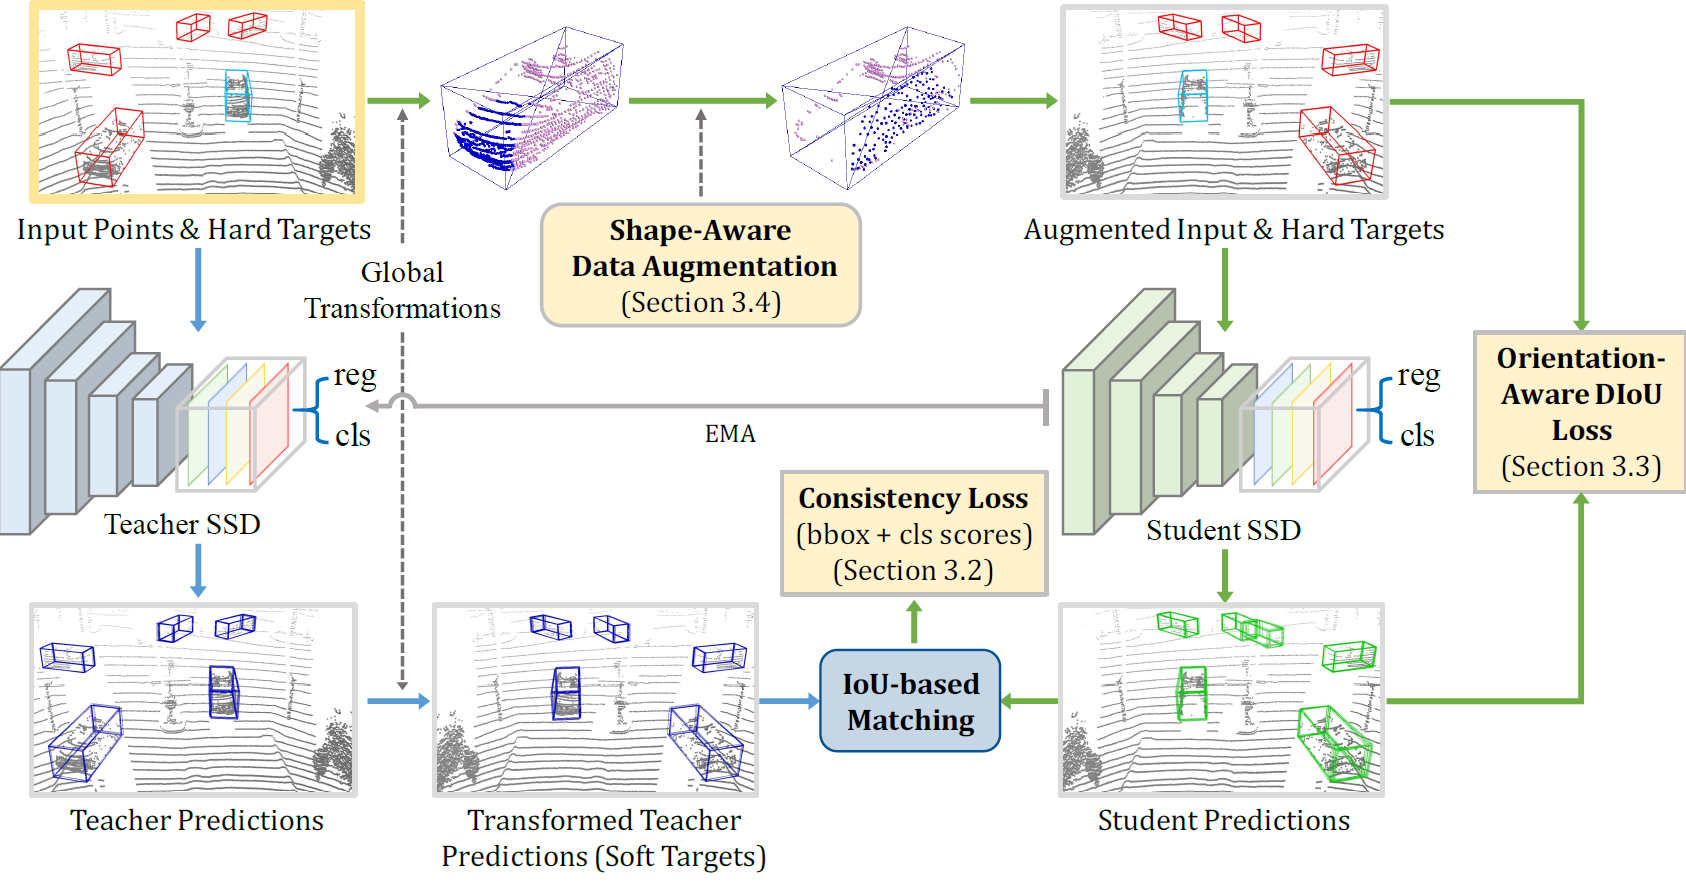 Input Points & Hard Targets
Shape-Aware
Data Augmentation
(Section 3.4)
Augmented Input & Hard Targets
Global
Transformations
reg
cls
Teacher SSD
EMA
reg
cls
Student SSD
Orientation-
Aware DIoU
Loss
(Section 3.3)
Consistency Loss
(bbox + cls scores)
(Section 3.2)
IoU-based
Matching
Teacher Predictions
Transformed Teacher
Predictions (Soft Targets)
Student Predictions